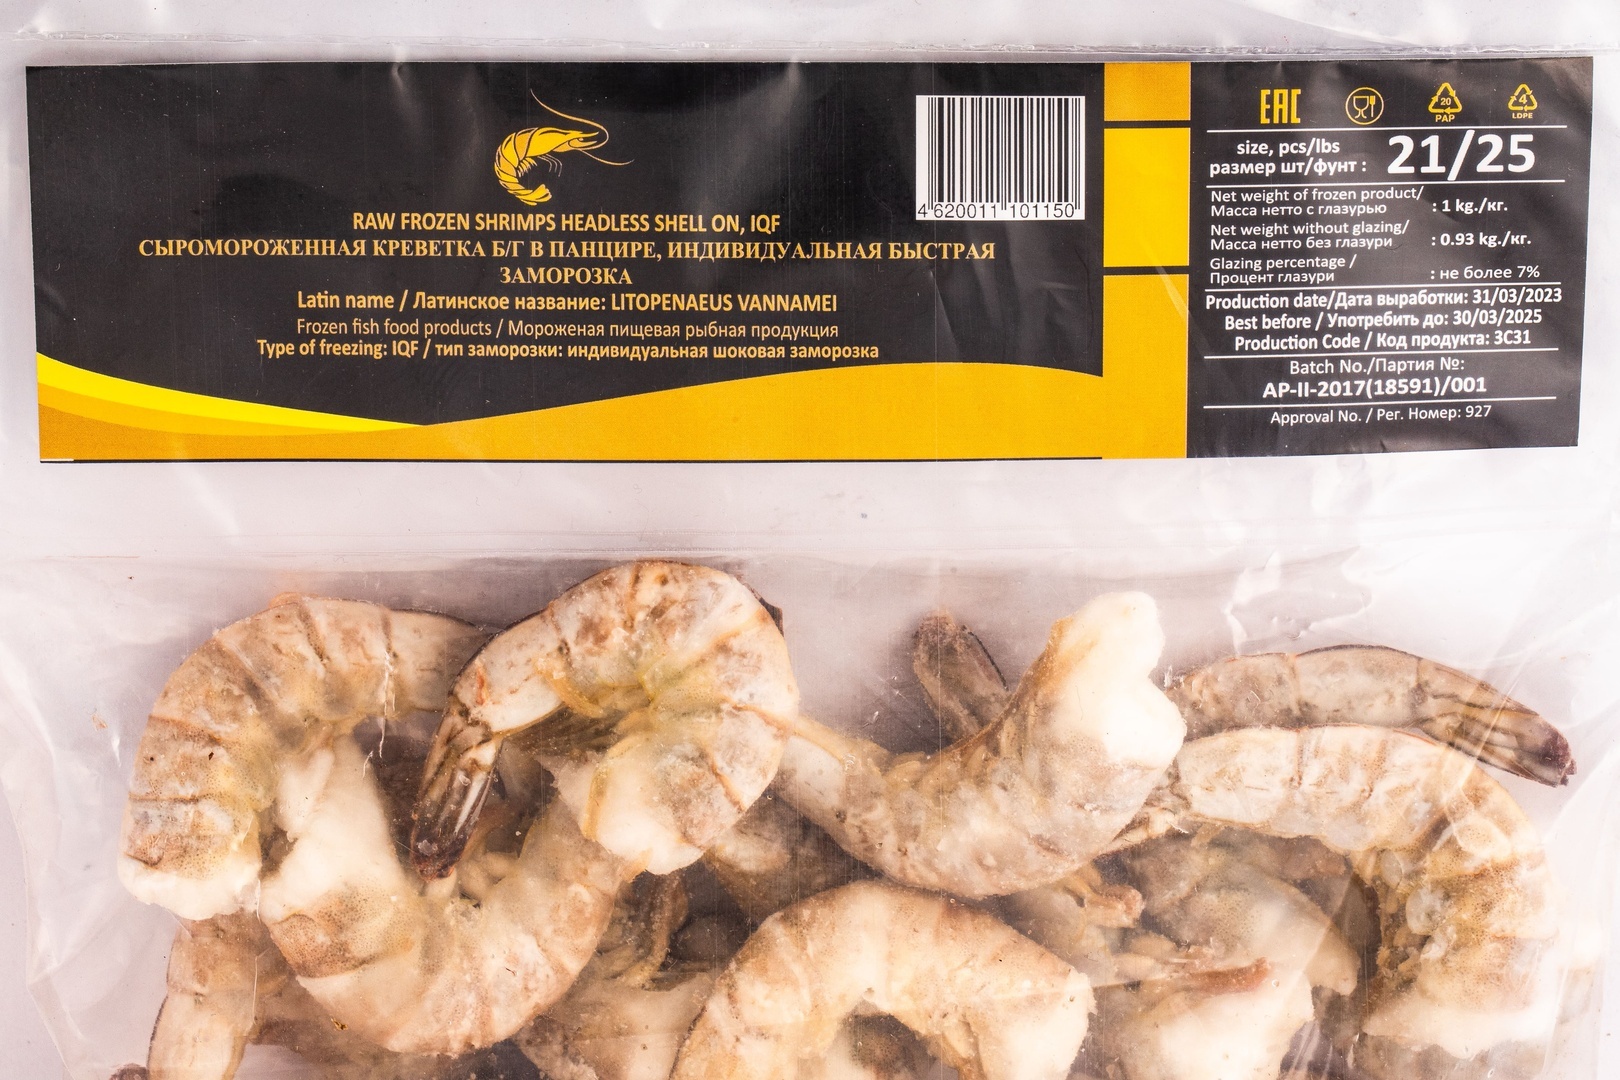 RAW FROZEN SHRIMPS HEADLESS SHELL ON, IQF
СЫРОМОРОЖЕННАЯ КРЕВЕТКА Б/Г В ПАНЦИРЕ, ИНДИВИДУАЛЬНАЯ БЫСТРАЯ
ЗАМОРОЗКА
Latin name / Латинское название: LITOPENAEUS VANNAMEI
Frozen fish food products / Мороженая пищевая рыбная продукция
Type of freezing: IQF / тип заморозки: индивидуальная шоковая заморозка
4 620011 101150
EAC
20
PAP
4
LDPE
size, pcs/lbs
размер шт/фунт : 21/25
Net weight of frozen product/
Масса нетто с глазурью : 1 kg./кг.
Net weight without glazing/
Масса нетто без глазури : 0.93 kg./кг.
Glazing percentage /
Процент глазури : не более 7%
Production date/Дата выработки: 31/03/2023
Best before / Употребить до: 30/03/2025
Production Code / Код продукта: 3C31
Batch No./Партия №:
AP-II-2017(18591)/001
Approval No. / Рег. Номер: 927